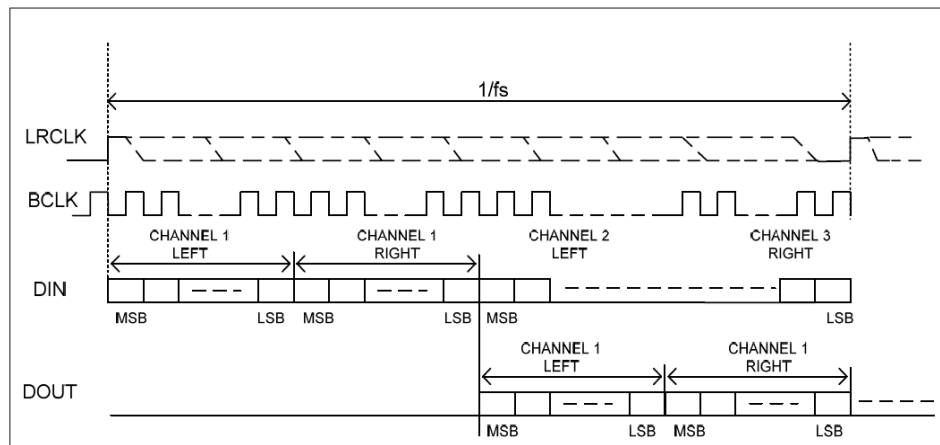 1/fs
LRCLK
BCLK
CHANNEL 1 CHANNEL 1 CHANNEL 2 CHANNEL 3
LEFT RIGHT LEFT RIGHT
DIN
MSB LSB MSB LSB MSB LSB
CHANNEL 1 CHANNEL 1
LEFT RIGHT
DOUT
MSB LSB MSB LSB